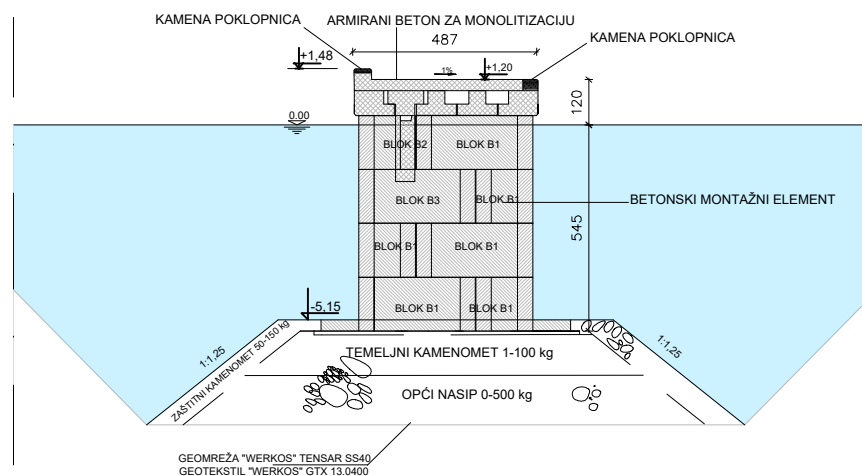 KAMENA POKLOPNICA
ARMIRANI BETON ZA MONOLITIZACIJU
487
KAMENA POKLOPNICA
+1,48
1%
+1,20
120
0.00
BLOK B2
BLOK B1
BLOK B3
BLOK B1
BETONSKI MONTAŽNI ELEMENT
545
BLOK B1
BLOK B1
-5,15
BLOK B1
BLOK B1
1:1,25
ZAŠTITNI KAMENOMET 50-150 kg
TEMELJNI KAMENOMET 1-100 kg
1:1,25
OPĆI NASIP 0-500 kg
GEOMREŽA "WERKOS" TENSAR SS40
GEOTEKSTIL "WERKOS" GTX 13.0400